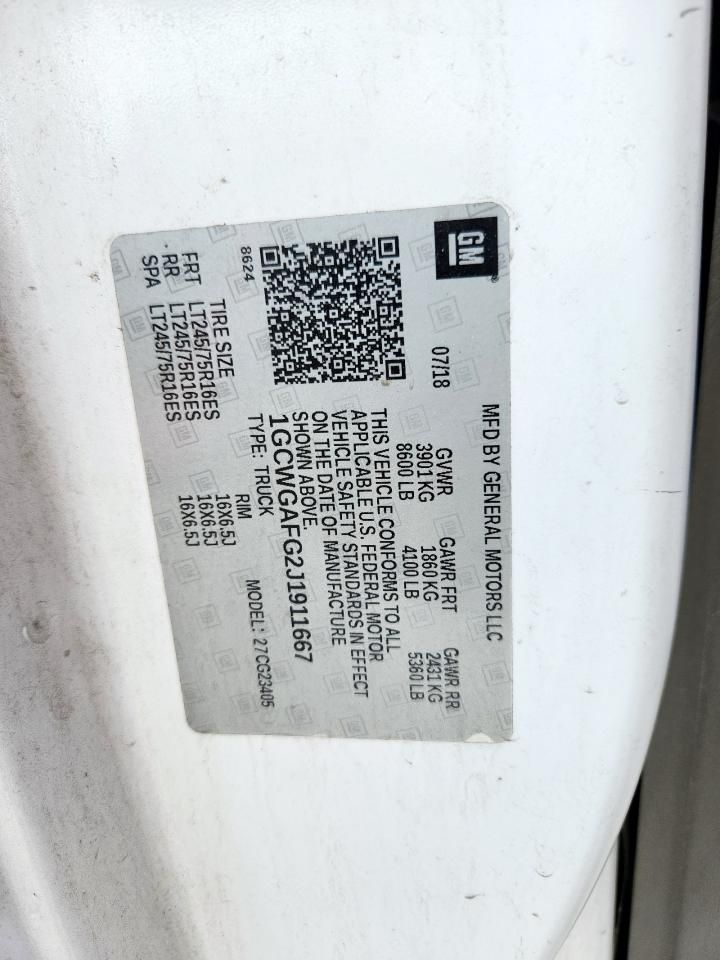 GM
MFD BY GENERAL MOTORS LLC
07/18
GVWR GAWR FRT GAWR RR
3901 KG 1860 KG 2431 KG
8600 LB 4100 LB 5360 LB
THIS VEHICLE CONFORMS TO ALL
APPLICABLE U.S. FEDERAL MOTOR
VEHICLE SAFETY STANDARDS IN EFFECT
ON THE DATE OF MANUFACTURE
SHOWN ABOVE.
1GCWGAFG2J1911667
TYPE: TRUCK MODEL: 27CG23405
8624
TIRE SIZE RIM
FRT LT245/75R16ES 16X6.5J
RR LT245/75R16ES 16X6.5J
SPA LT245/75R16ES 16X6.5J